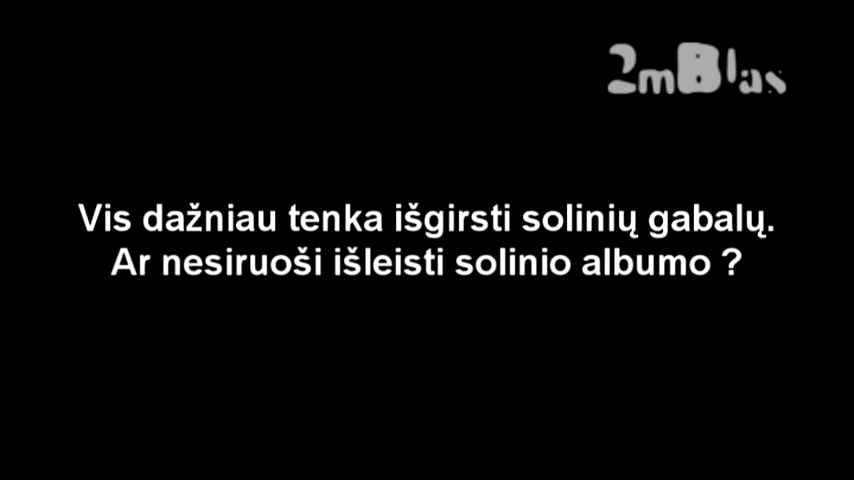 2mBlas
Vis dažniau tenka išgirsti solinių gabalų.
Ar nesiruoši išleisti solinio albumo ?